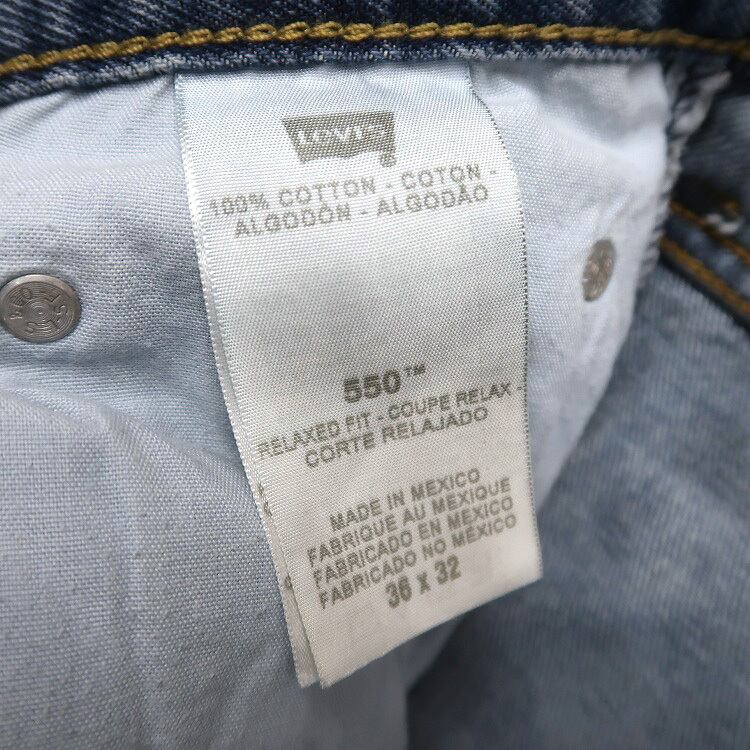 LEVI'S
100% COTTON - COTON -
ALGODÓN - ALGODÃO
550™
RELAXED FIT - COUPE RELAX -
CORTE RELAJADO
MADE IN MEXICO
FABRIQUE AU MEXIQUE
FABRICADO EN MEXICO
FABRICADO NO MÉXICO
36 x 32